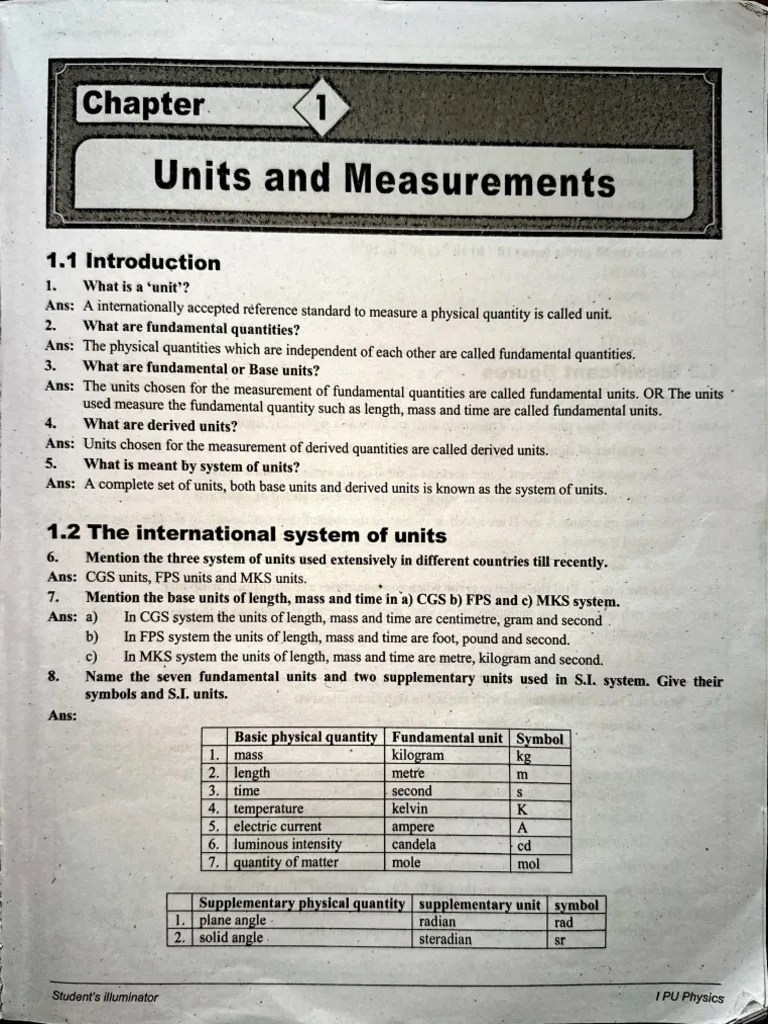 Chapter 1
Units and Measurements
1.1 Introduction
1. What is a ‘unit’?
Ans: A internationally accepted reference standard to measure a physical quantity is called unit.
2. What are fundamental quantities?
Ans: The physical quantities which are independent of each other are called fundamental quantities.
3. What are fundamental or Base units?
Ans: The units chosen for the measurement of fundamental quantities are called fundamental units. OR The units
used measure the fundamental quantity such as length, mass and time are called fundamental units.
4. What are derived units?
Ans: Units chosen for the measurement of derived quantities are called derived units.
5. What is meant by system of units?
Ans: A complete set of units, both base units and derived units is known as the system of units.
1.2 The international system of units
6. Mention the three system of units used extensively in different countries till recently.
Ans: CGS units, FPS units and MKS units.
7. Mention the base units of length, mass and time in a) CGS b) FPS and c) MKS system.
Ans: a) In CGS system the units of length, mass and time are centimetre, gram and second .
b) In FPS system the units of length, mass and time are foot, pound and second.
c) In MKS system the units of length, mass and time are metre, kilogram and second.
8. Name the seven fundamental units and two supplementary units used in S.I. system. Give their
symbols and S.I. units.
Ans:
Basic physical quantity Fundamental unit Symbol
1. mass kilogram kg
2. length metre m
3. time second s
4. temperature kelvin K
5. electric current ampere A
6. luminous intensity candela cd
7. quantity of matter mole mol
Supplementary physical quantity supplementary unit symbol
1. plane angle radian rad
2. solid angle steradian sr
Student's illuminator I PU Physics